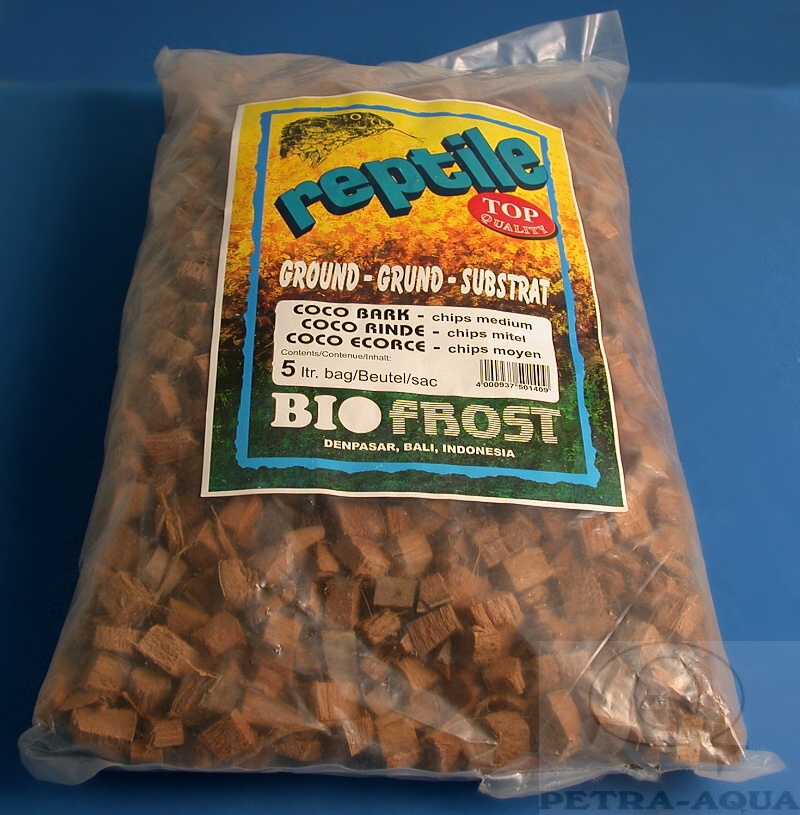 reptile
TOP
QUALITY
GROUND - GRUND - SUBSTRAT
COCO BARK - chips medium
COCO RINDE - chips mitel
COCO ECORCE - chips moyen
Contents/Contenue/Inhalt:
5 ltr. bag/Beutel/sac
4 000937 501409
BIO FROST
DENPASAR, BALI, INDONESIA
PETRA-AQUA